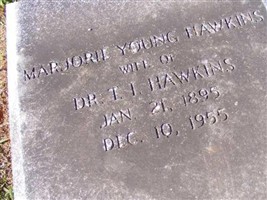 MARJORIE YOUNG HAWKINS
WIFE OF
DR. T. I. HAWKINS
JAN. 21, 1895
DEC. 10, 1955